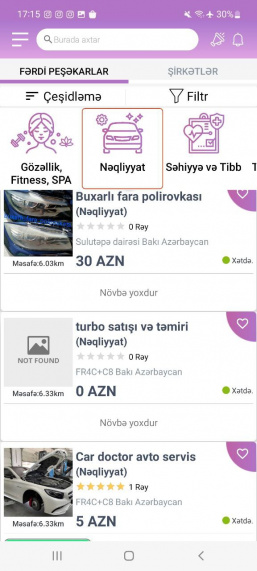 17:15
30%
Burada axtar
FƏRDİ PEŞƏKARLAR
ŞİRKƏTLƏR
Çeşidləmə
Filtr
Gözəllik,
Fitness, SPA
Nəqliyyat
Səhiyyə və Tibb
T
Buxarlı fara polirovkası
(Nəqliyyat)
0 Rəy
Sulutəpə dairəsi Bakı Azərbaycan
Məsafə:6.03km
30 AZN
Xətdə.
Növbə yoxdur
NOT FOUND
turbo satışı və təmiri
(Nəqliyyat)
0 Rəy
FR4C+C8 Bakı Azərbaycan
Məsafə:6.33km
0 AZN
Xətdə.
Növbə yoxdur
Car doctor avto servis
(Nəqliyyat)
1 Rəy
FR4C+C8 Bakı Azərbaycan
Məsafə:6.33km
5 AZN
Xətdə.